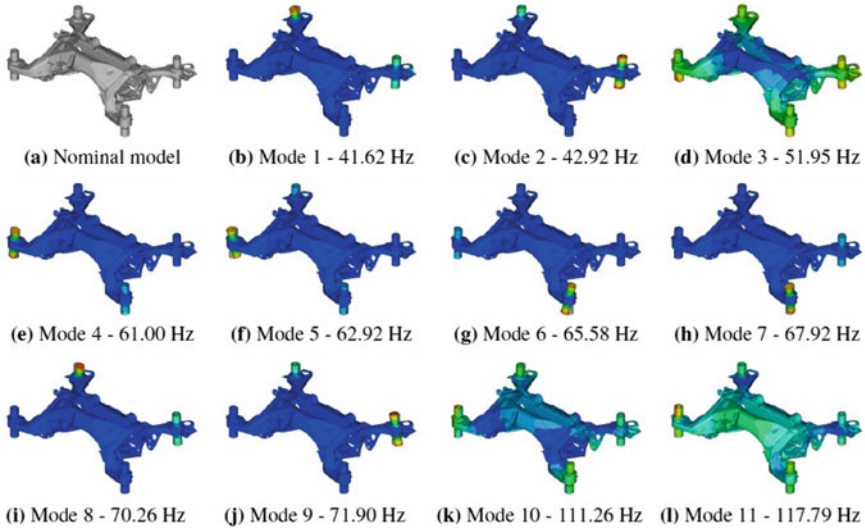 (a) Nominal model
(b) Mode 1 - 41.62 Hz
(c) Mode 2 - 42.92 Hz
(d) Mode 3 - 51.95 Hz
(e) Mode 4 - 61.00 Hz
(f) Mode 5 - 62.92 Hz
(g) Mode 6 - 65.58 Hz
(h) Mode 7 - 67.92 Hz
(i) Mode 8 - 70.26 Hz
(j) Mode 9 - 71.90 Hz
(k) Mode 10 - 111.26 Hz
(l) Mode 11 - 117.79 Hz